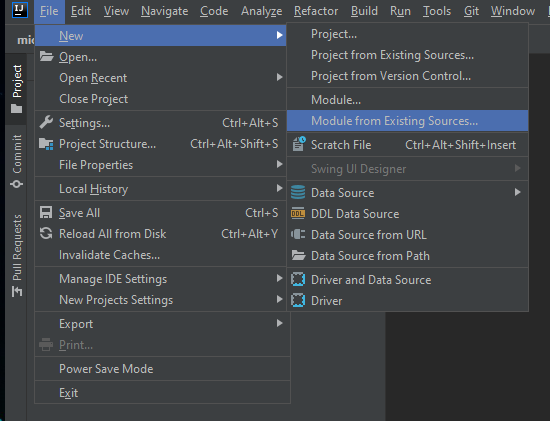 IJ File Edit View Navigate Code Analyze Refactor Build Run Tools Git Window
mic
Project
Commit
Pull Requests
New
Open...
Open Recent
Close Project
Settings... Ctrl+Alt+S
Project Structure... Ctrl+Alt+Shift+S
File Properties
Local History
Save All Ctrl+S
Reload All from Disk Ctrl+Alt+Y
Invalidate Caches...
Manage IDE Settings
New Projects Settings
Export
Print...
Power Save Mode
Exit
Project...
Project from Existing Sources...
Project from Version Control...
Module...
Module from Existing Sources...
Scratch File Ctrl+Alt+Shift+Insert
Swing UI Designer
Data Source
DDL DDL Data Source
Data Source from URL
Data Source from Path
Driver and Data Source
Driver